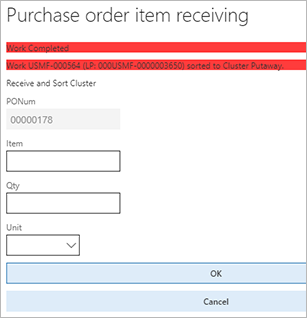 Purchase order item receiving
Work Completed
Work USMF-000564 (LP: 000USMF-0000003650) sorted to Cluster Putaway.
Receive and Sort Cluster
PONum
00000178
Item
Qty
Unit
OK
Cancel